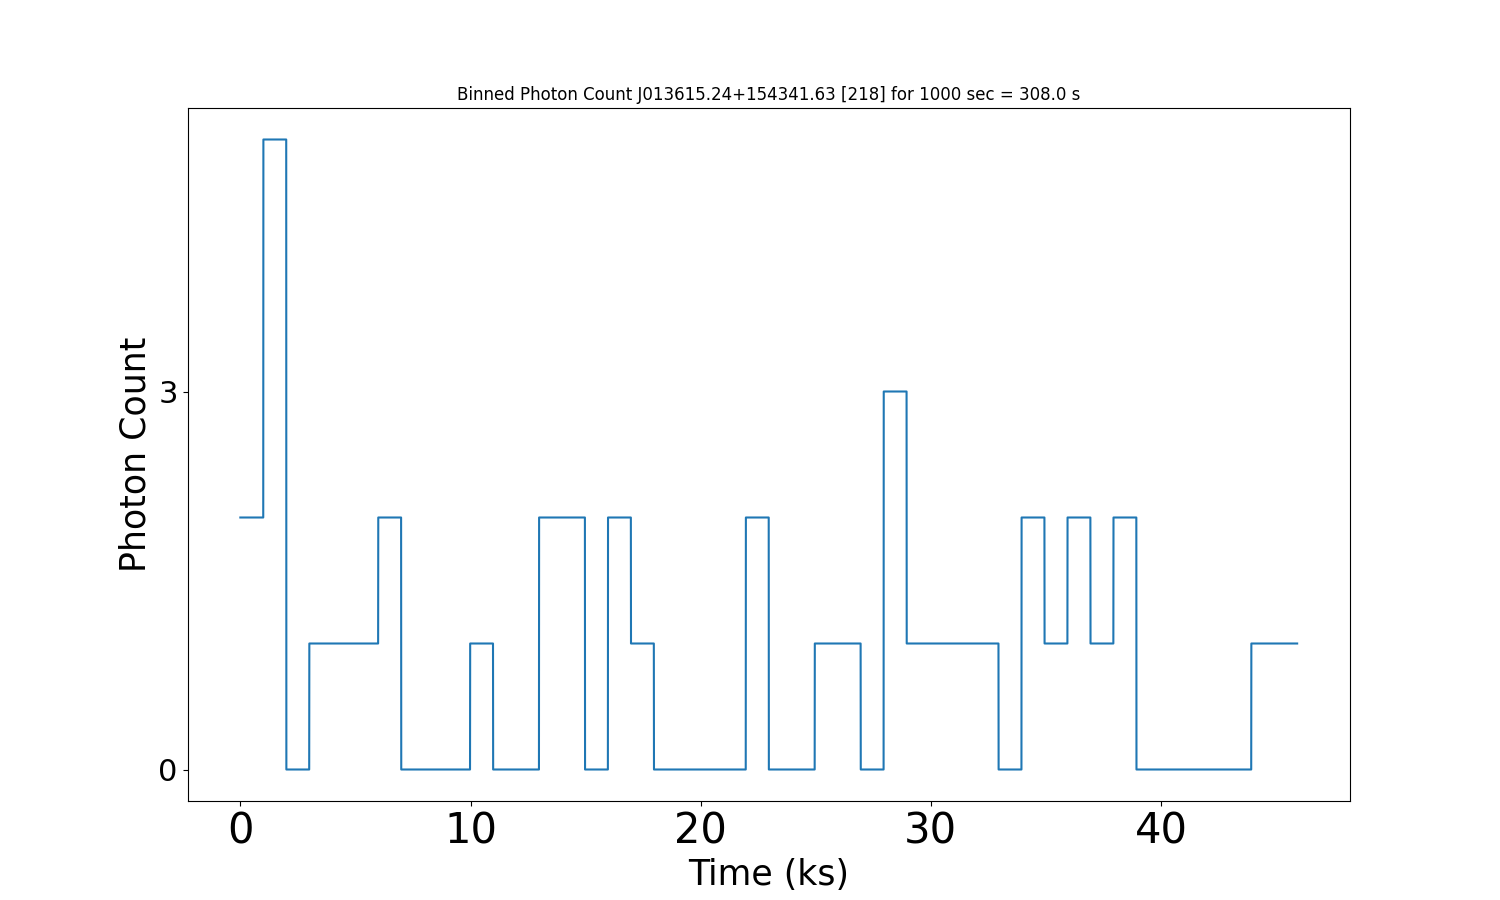 Binned Photon Count J013615.24+154341.63 [218] for 1000 sec = 308.0 s
Photon Count
3
0
0 10 20 30 40
Time (ks)